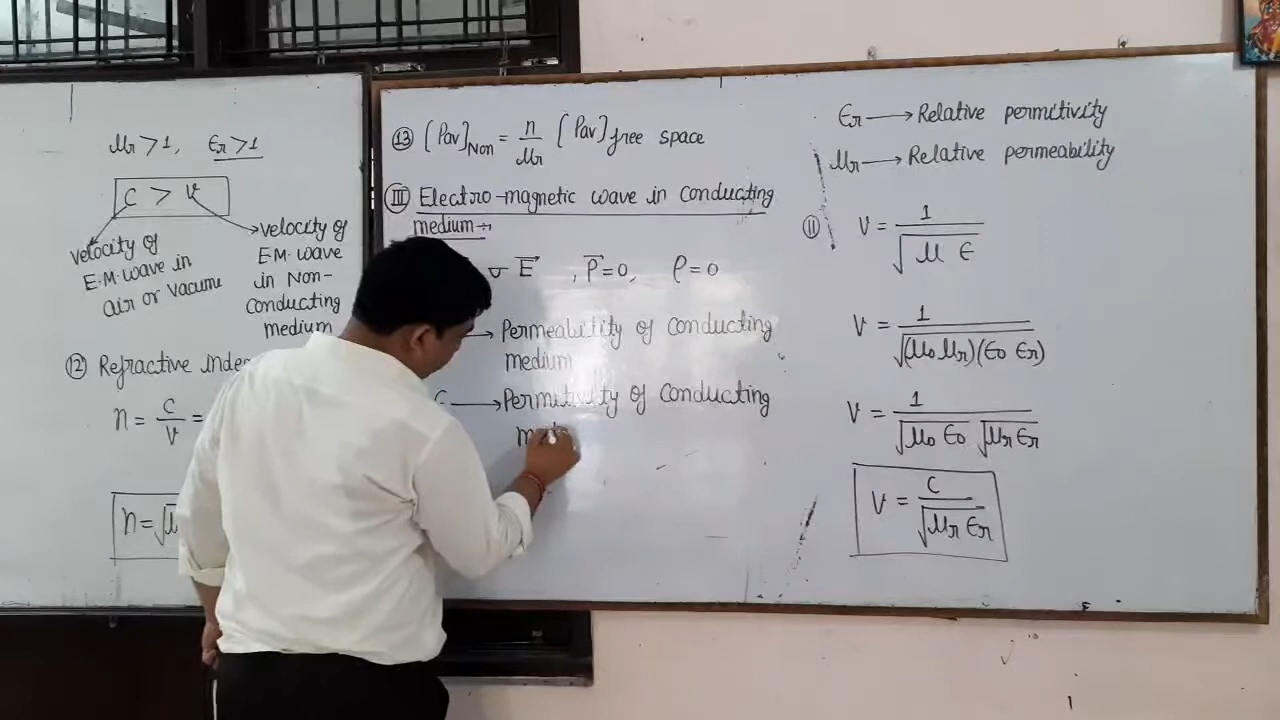 μr >1, εr >1
C > v
velocity of
E.M. wave in
air or vacume
velocity of
E.M. wave
in Non-
conducting
medium
⑫ Refractive inde
n = c/v =
n = √μ
⑬ [Pav]Non = n/μr [Pav]free space
Ⅲ Electro-magnetic wave in conducting
medium →
σ E⃗ , P⃗ = 0, ρ = 0
→ Permeability of conducting
medium
ϵ → Permitivity of conducting
εr → Relative permitivity
μr → Relative permeability
⑪ v = 1/√(μ ε)
v = 1/√((μ0 μr)(ε0 εr))
v = 1/(√(μ0 ε0) √(μr εr))
v = c/√(μr εr)